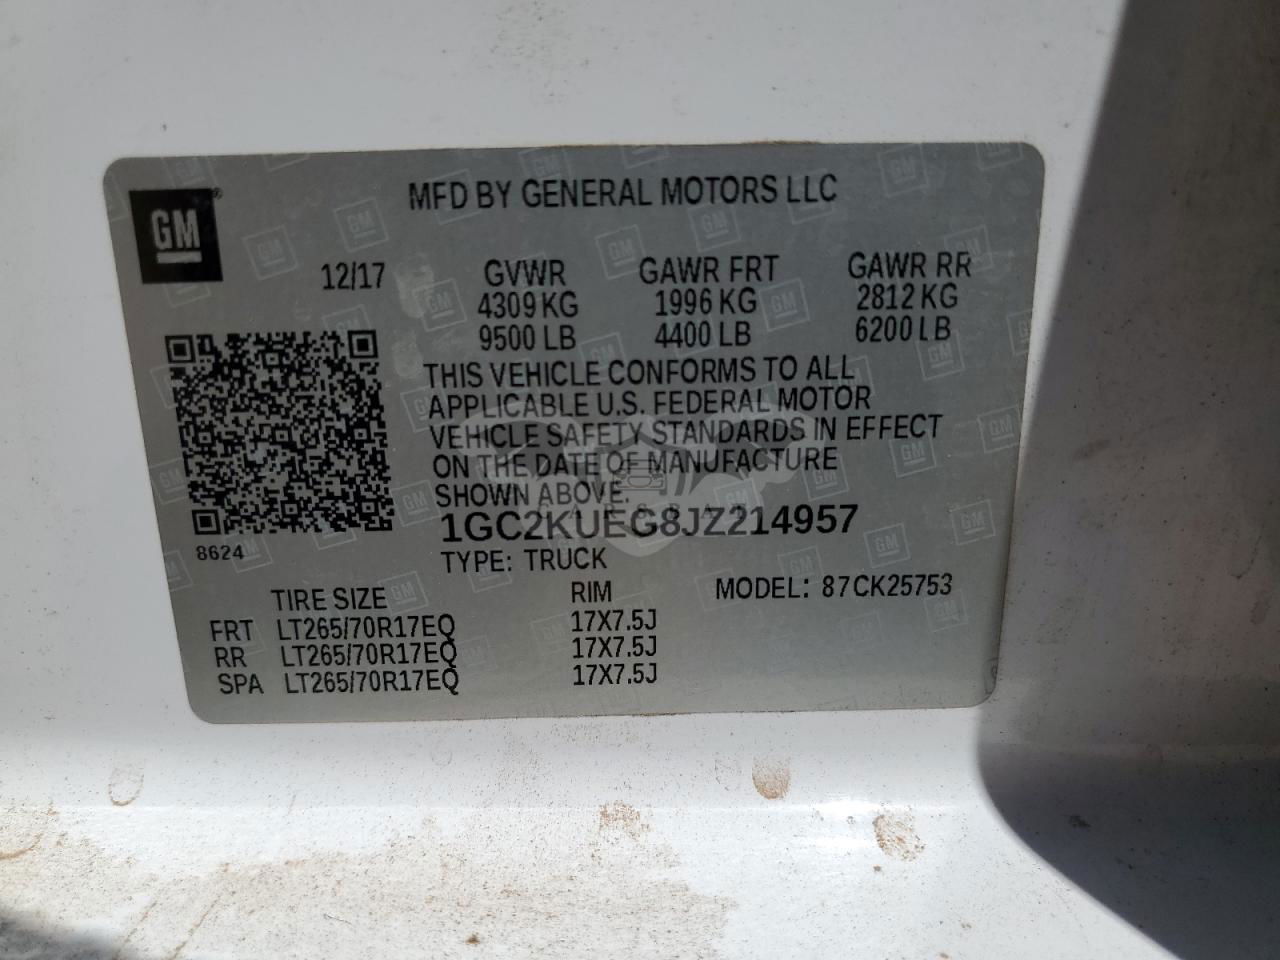 MFD BY GENERAL MOTORS LLC
GM®
12/17 GVWR GAWR FRT GAWR RR
4309 KG 1996 KG 2812 KG
9500 LB 4400 LB 6200 LB
THIS VEHICLE CONFORMS TO ALL
APPLICABLE U.S. FEDERAL MOTOR
VEHICLE SAFETY STANDARDS IN EFFECT
ON THE DATE OF MANUFACTURE
SHOWN ABOVE.
1GC2KUEG8JZ214957
8624
TYPE: TRUCK
TIRE SIZE RIM MODEL: 87CK25753
FRT LT265/70R17EQ 17X7.5J
RR LT265/70R17EQ 17X7.5J
SPA LT265/70R17EQ 17X7.5J